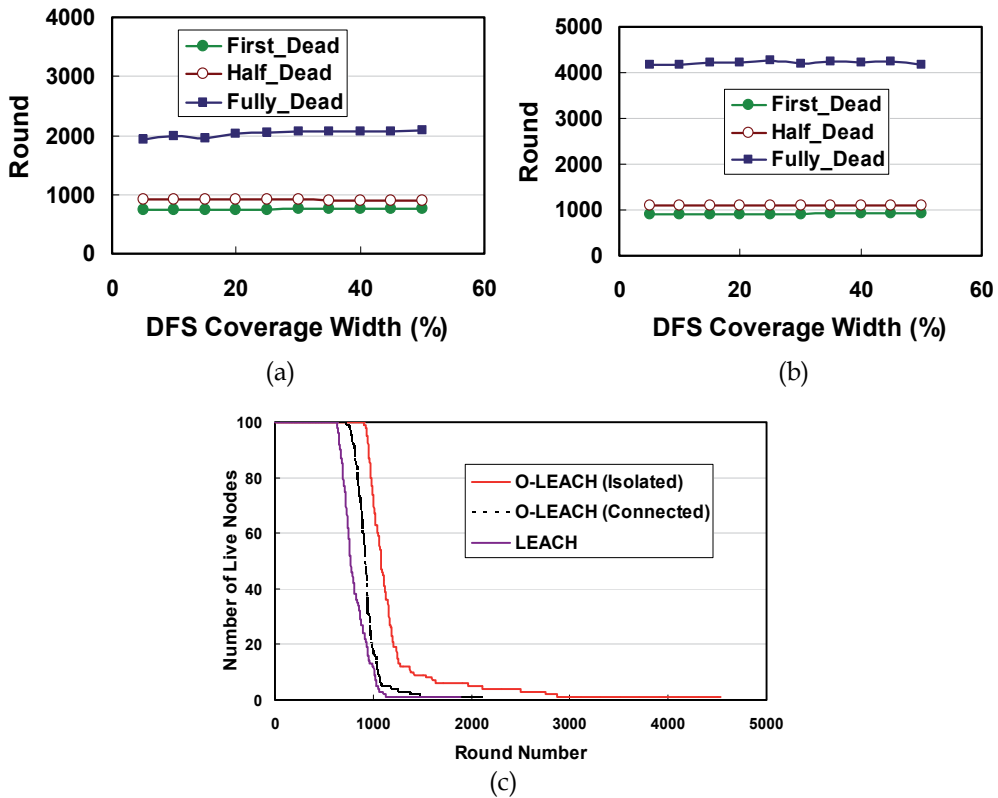 (a)
4000
3000
2000
1000
0
Round
First_Dead
Half_Dead
Fully_Dead
0 20 40 60
DFS Coverage Width (%)
(a)
(b)
5000
4000
3000
2000
1000
0
Round
First_Dead
Half_Dead
Fully_Dead
0 20 40 60
DFS Coverage Width (%)
(b)
100
80
60
40
20
0
Number of Live Nodes
O-LEACH (Isolated)
O-LEACH (Connected)
LEACH
0 1000 2000 3000 4000 5000
Round Number
(c)